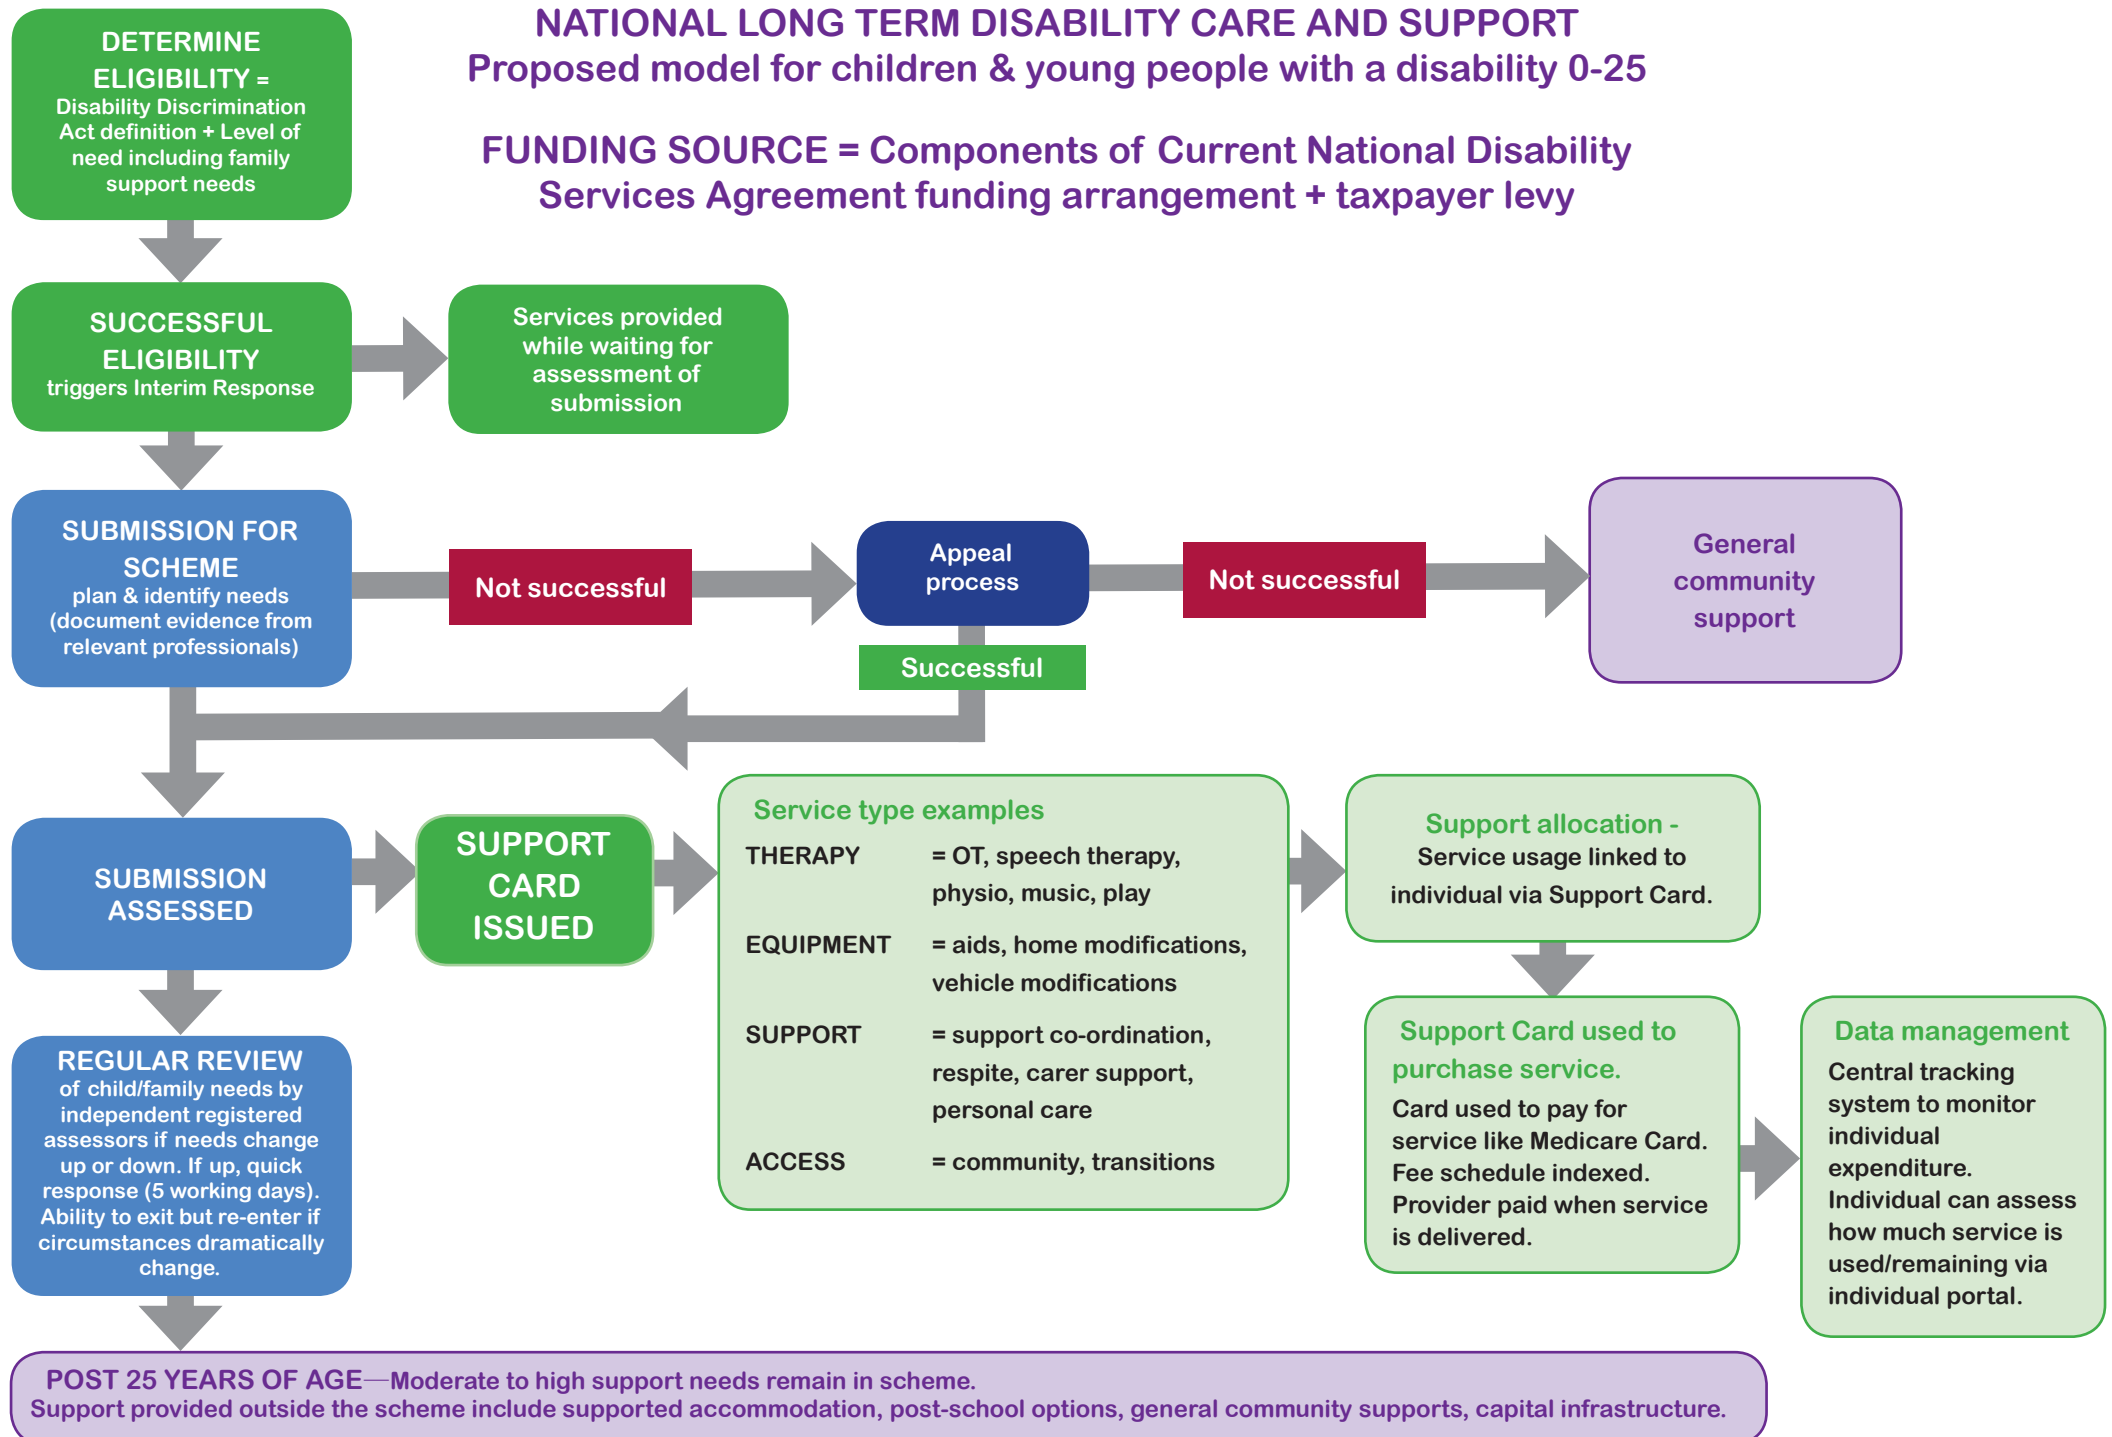 NATIONAL LONG TERM DISABILITY CARE AND SUPPORT
Proposed model for children & young people with a disability 0-25
FUNDING SOURCE = Components of Current National Disability
Services Agreement funding arrangement + taxpayer levy
DETERMINE
ELIGIBILITY =
Disability Discrimination
Act definition + Level of
need including family
support needs
SUCCESSFUL
ELIGIBILITY
triggers Interim Response
Services provided
while waiting for
assessment of
submission
SUBMISSION FOR
SCHEME
plan & identify needs
(document evidence from
relevant professionals)
Not successful
Appeal
process
Not successful
General
community
support
Successful
SUBMISSION
ASSESSED
SUPPORT
CARD
ISSUED
Service type examples
THERAPY = OT, speech therapy,
physio, music, play
EQUIPMENT = aids, home modifications,
vehicle modifications
SUPPORT = support co-ordination,
respite, carer support,
personal care
ACCESS = community, transitions
Support allocation -
Service usage linked to
individual via Support Card.
Support Card used to
purchase service.
Card used to pay for
service like Medicare Card.
Fee schedule indexed.
Provider paid when service
is delivered.
Data management
Central tracking
system to monitor
individual
expenditure.
Individual can assess
how much service is
used/remaining via
individual portal.
REGULAR REVIEW
of child/family needs by
independent registered
assessors if needs change
up or down. If up, quick
response (5 working days).
Ability to exit but re-enter if
circumstances dramatically
change.
POST 25 YEARS OF AGE—Moderate to high support needs remain in scheme.
Support provided outside the scheme include supported accommodation, post-school options, general community supports, capital infrastructure.